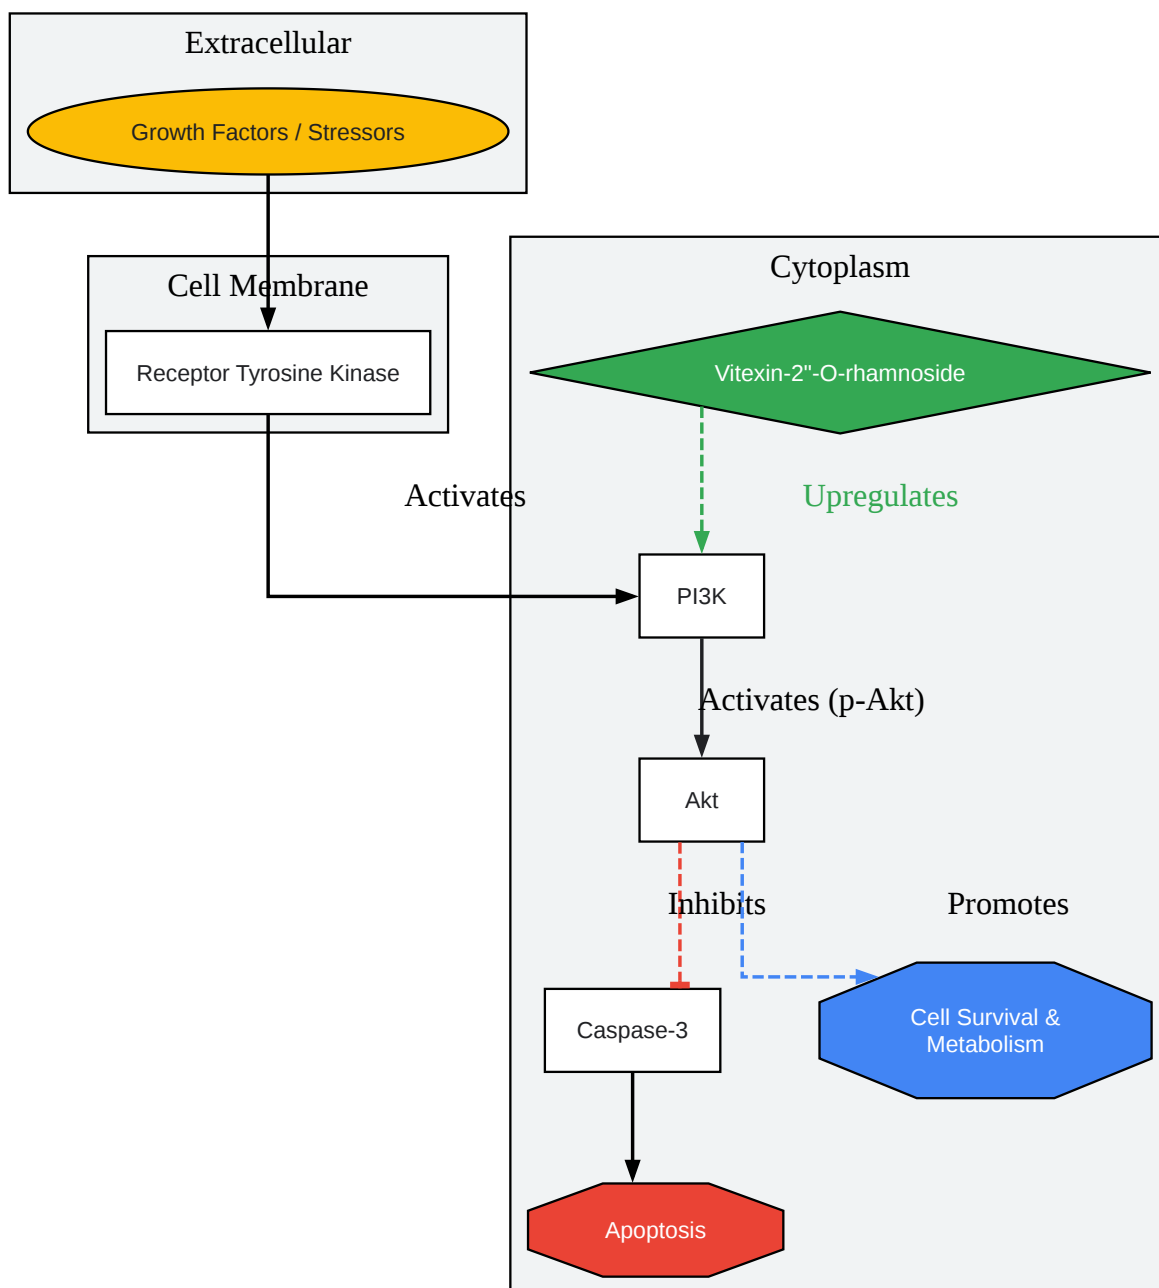 Extracellular
Growth Factors / Stressors
Cell Membrane
Receptor Tyrosine Kinase
Cytoplasm
Vitexin-2"-O-rhamnoside
Activates
Upregulates
PI3K
Activates (p-Akt)
Akt
Inhibits
Promotes
Caspase-3
Cell Survival &
Metabolism
Apoptosis